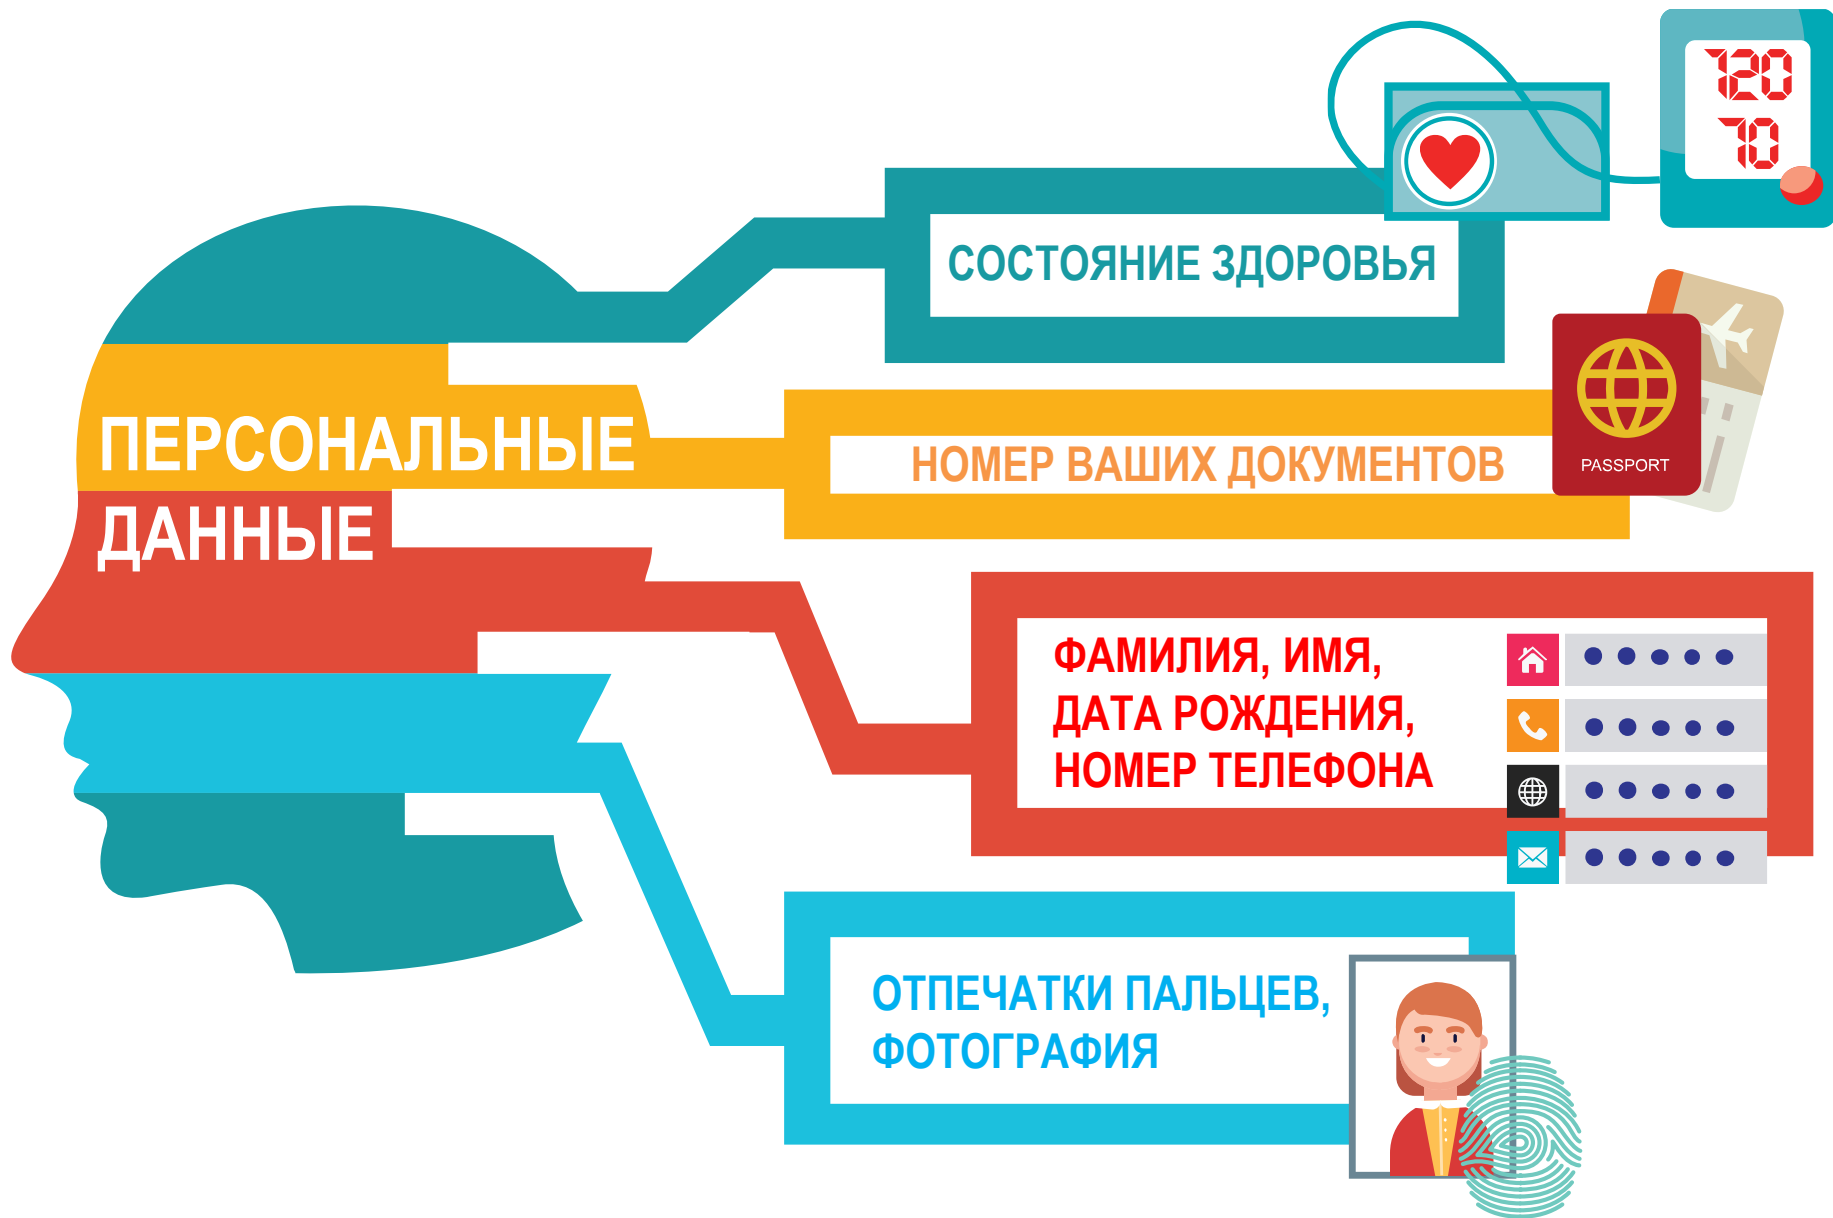 120
70
СОСТОЯНИЕ ЗДОРОВЬЯ
ПЕРСОНАЛЬНЫЕ
ДАННЫЕ
НОМЕР ВАШИХ ДОКУМЕНТОВ
PASSPORT
ФАМИЛИЯ, ИМЯ,
ДАТА РОЖДЕНИЯ,
НОМЕР ТЕЛЕФОНА
ОТПЕЧАТКИ ПАЛЬЦЕВ,
ФОТОГРАФИЯ